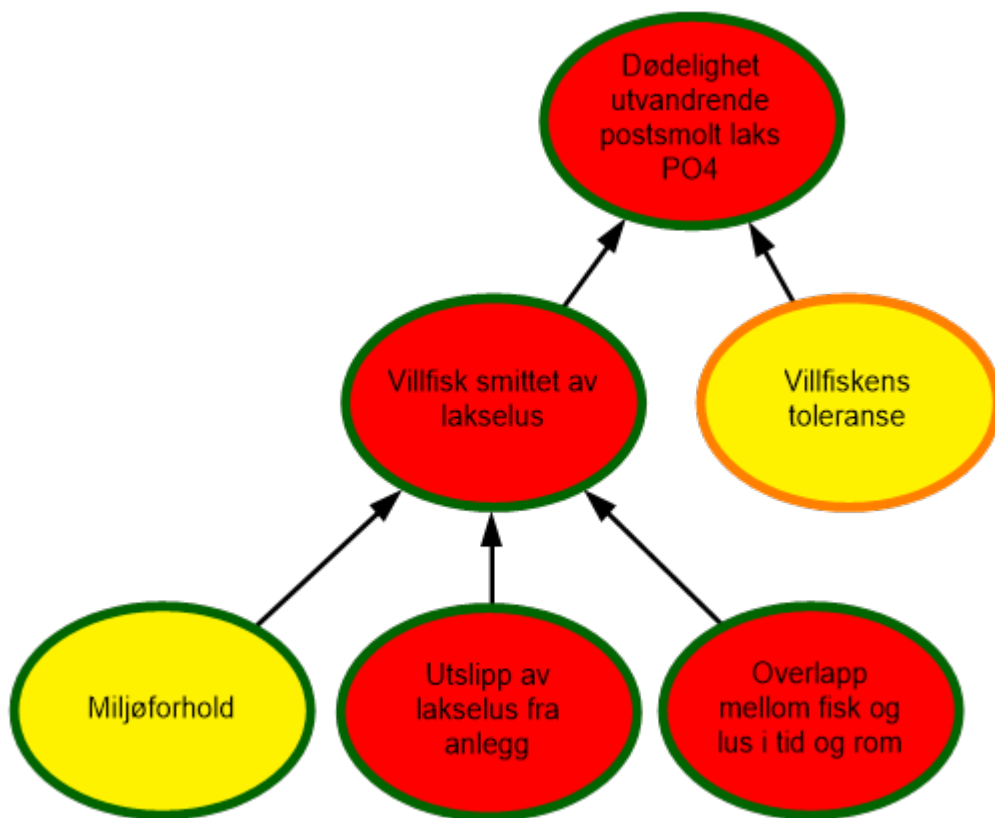 Dødelighet
utvandrende
postsmolt laks
PO4
Villfisk smittet av
lakselus
Villfiskens
toleranse
Miljøforhold
Utslipp av
lakselus fra
anlegg
Overlapp
mellom fisk og
lus i tid og rom